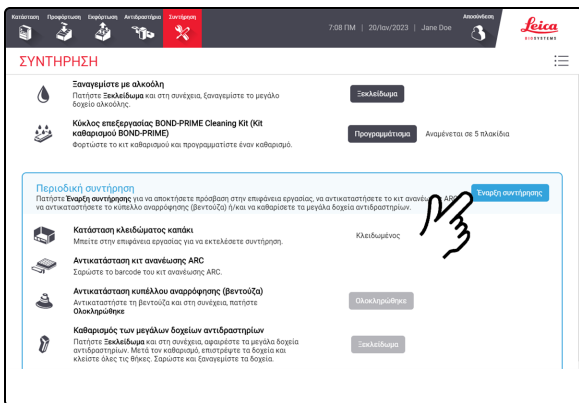 Κατάσταση Προφόρτωση Εκφόρτωση Αντιδραστήρια Συντήρηση
7:08 ΠΜ | 20/Ιαν/2023 | Jane Doe
Αποσύνδεση
Leica
BIOSYSTEMS
ΣΥΝΤΗΡΗΣΗ
Ξαναγεμίστε με αλκοόλη
Πατήστε Ξεκλείδωμα και στη συνέχεια, ξαναγεμίστε το μεγάλο
δοχείο αλκοόλης.
Ξεκλείδωμα
Κύκλος επεξεργασίας BOND-PRIME Cleaning Kit (Kit
καθαρισμού BOND-PRIME)
Φορτώστε το κιτ καθαρισμού και προγραμματίστε έναν καθαρισμό.
Προγραμμάτισμα Αναμένεται σε 5 πλακίδια
Περιοδική συντήρηση
Πατήστε Έναρξη συντήρησης για να αποκτήσετε πρόσβαση στην επιφάνεια εργασίας, να αντικαταστήσετε το κιτ ανανέωσης ARC
να αντικαταστήσετε το κύπελλο αναρρόφησης (βεντούζα) ή/και να καθαρίσετε τα μεγάλα δοχεία αντιδραστηρίων.
Έναρξη συντήρησης
Κατάσταση κλειδώματος καπάκι
Μπείτε στην επιφάνεια εργασίας για να εκτελέσετε συντήρηση.
Κλειδωμένος
Αντικατάσταση κιτ ανανέωσης ARC
Σαρώστε το barcode του κιτ ανανέωσης ARC.
Αντικατάσταση κυπέλλου αναρρόφησης (βεντούζα)
Αντικαταστήστε τη βεντούζα και στη συνέχεια, πατήστε
Ολοκληρώθηκε
Ολοκληρώθηκε
Καθαρισμός των μεγάλων δοχείων αντιδραστηρίων
Πατήστε Ξεκλείδωμα και στη συνέχεια, αφαιρέστε τα μεγάλα δοχεία
αντιδραστηρίων. Μετά τον καθαρισμό, επιστρέψτε τα δοχεία και
κλείστε όλες τις θήκες. Σαρώστε και ξαναγεμίστε τα δοχεία.
Ξεκλείδωμα